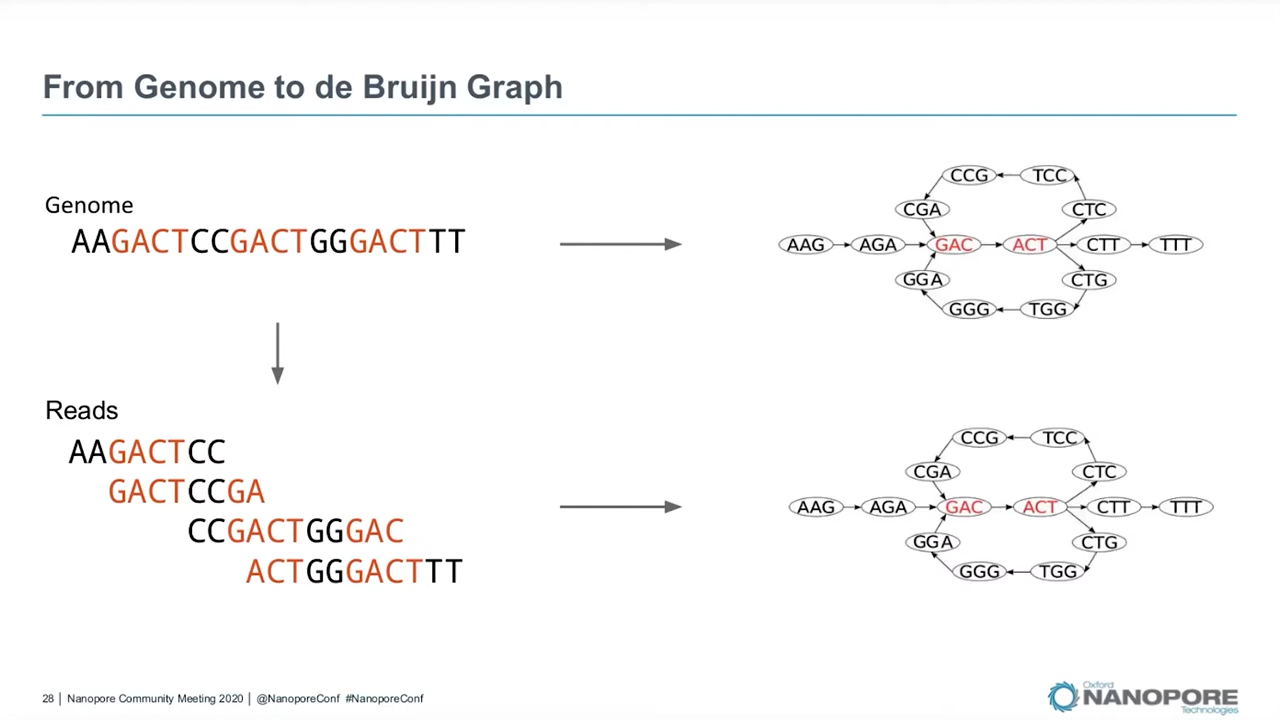 From Genome to de Bruijn Graph
Genome
AAGACTCCGACTGGGACTTT
CCG TCC
CGA CTC
AAG AGA GAC ACT CTT TTT
GGA CTG
GGG TGG
Reads
AAGACTCC
GACTCCGA
CCGACTGGGAC
ACTGGGACTTT
CCG TCC
CGA CTC
AAG AGA GAC ACT CTT TTT
GGA CTG
GGG TGG
28 | Nanopore Community Meeting 2020 | @NanoporeConf #NanoporeConf
Oxford
NANOPORE
Technologies